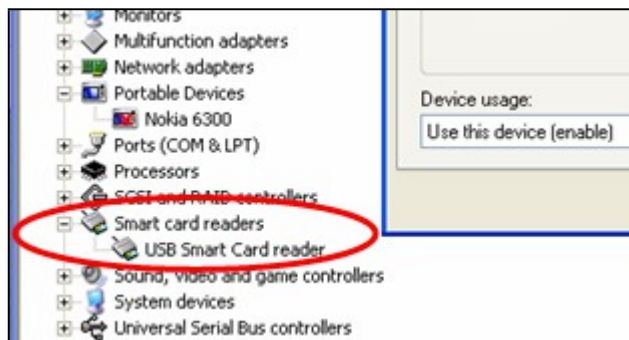 Monitors
Multifunction adapters
Network adapters
Portable Devices
Nokia 6300
Ports (COM & LPT)
Processors
SCSI and RAID controllers
Smart card readers
USB Smart Card reader
Sound, video and game controllers
System devices
Universal Serial Bus controllers
Device usage:
Use this device (enable)